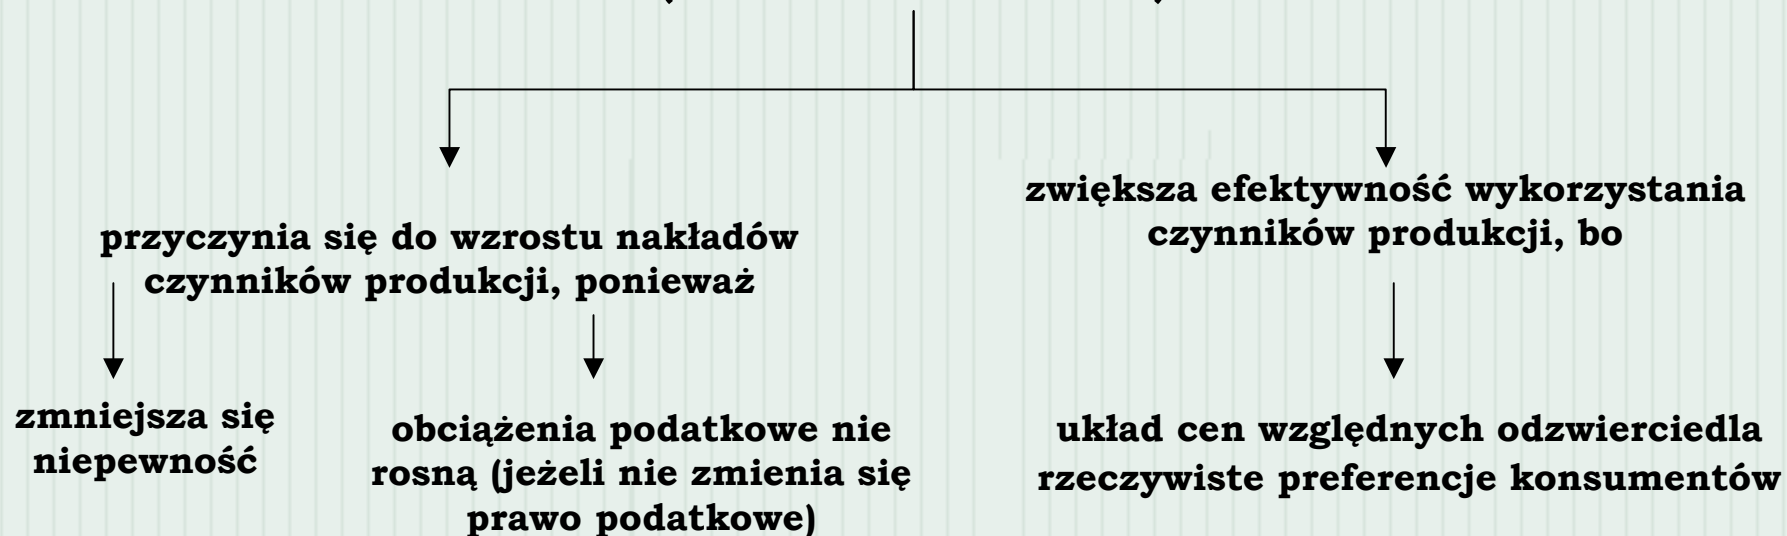 przyczynia się do wzrostu nakładów
czynników produkcji, ponieważ
zmniejsza się
niepewność
obciążenia podatkowe nie
rosną (jeżeli nie zmienia się
prawo podatkowe)
zwiększa efektywność wykorzystania
czynników produkcji, bo
układ cen względnych odzwierciedla
rzeczywiste preferencje konsumentów